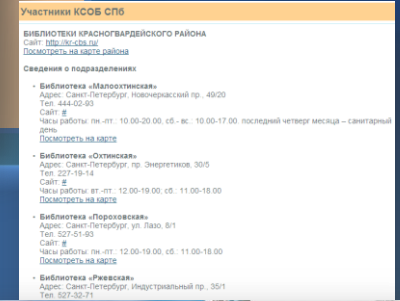 Участники КСОБ СПб
БИБЛИОТЕКИ КРАСНОГВАРДЕЙСКОГО РАЙОНА
Сайт: http://kr-cbs.ru/
Посмотреть на карте района
Сведения о подразделениях
Библиотека «Малоохтинская»
Адрес: Санкт-Петербург, Новочеркасский пр., 49/20
Тел. 444-02-93
Сайт: #
Часы работы: пн.-пт.: 10.00-20.00, сб.- вс.: 10.00-17.00 последний четверг месяца – санитарный
день
Посмотреть на карте
Библиотека «Охтинская»
Адрес: Санкт-Петербург, пр. Энергетиков, 30/5
Тел. 227-19-14
Сайт: #
Часы работы: вт.-пт.: 12.00-19.00; сб.: 11.00-18.00
Посмотреть на карте
Библиотека «Пороховская»
Адрес: Санкт-Петербург, ул. Лазо, 8/1
Тел. 527-51-93
Сайт: #
Часы работы: пн.-пт.: 12.00-19.00, сб.: 11.00-18.00
Посмотреть на карте
Библиотека «Ржевская»
Адрес: Санкт-Петербург, Индустриальный пр., 35/1
Тел. 527-32-71